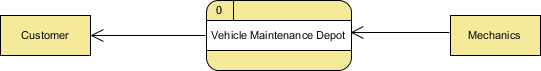 0
Customer
Vehicle Maintenance Depot
Mechanics